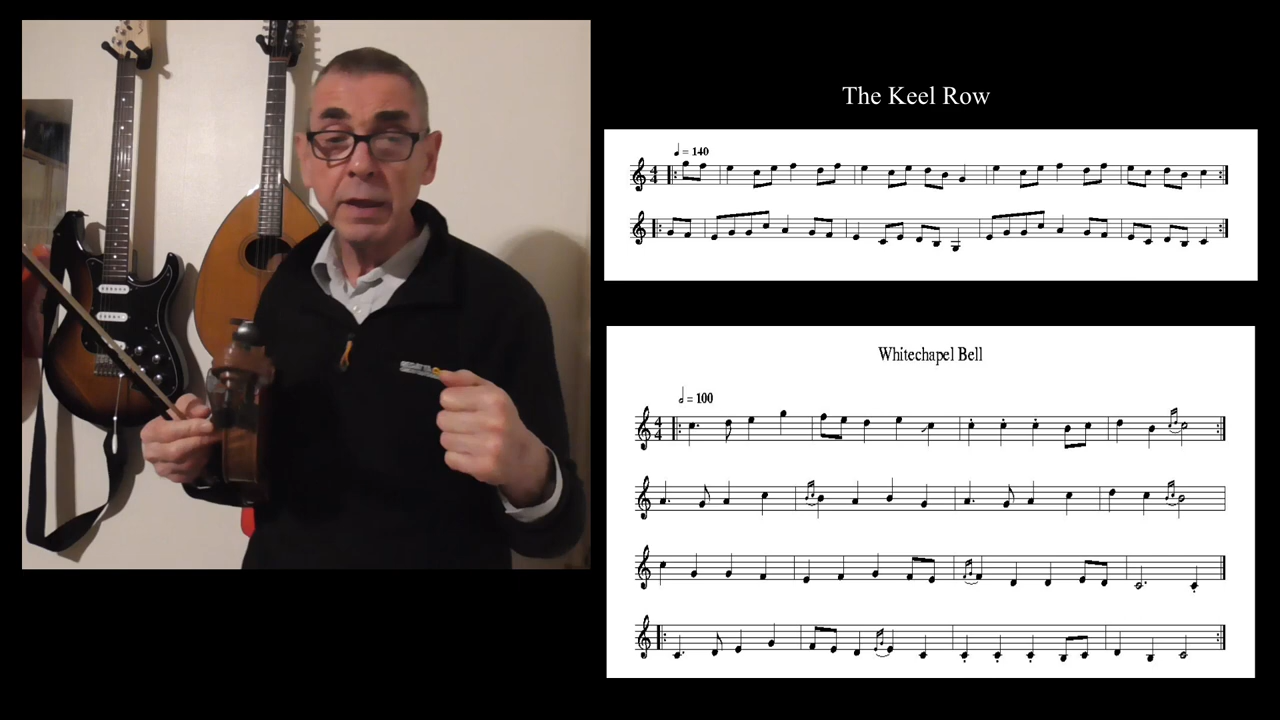 The Keel Row
♩ = 140
Whitechapel Bell
𝅗𝅥 = 100